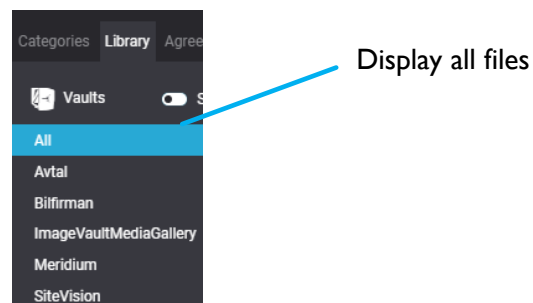 Categories Library Agree
Display all files
Vaults S
All
Avtal
Bilfirman
ImageVaultMediaGallery
Meridium
SiteVision